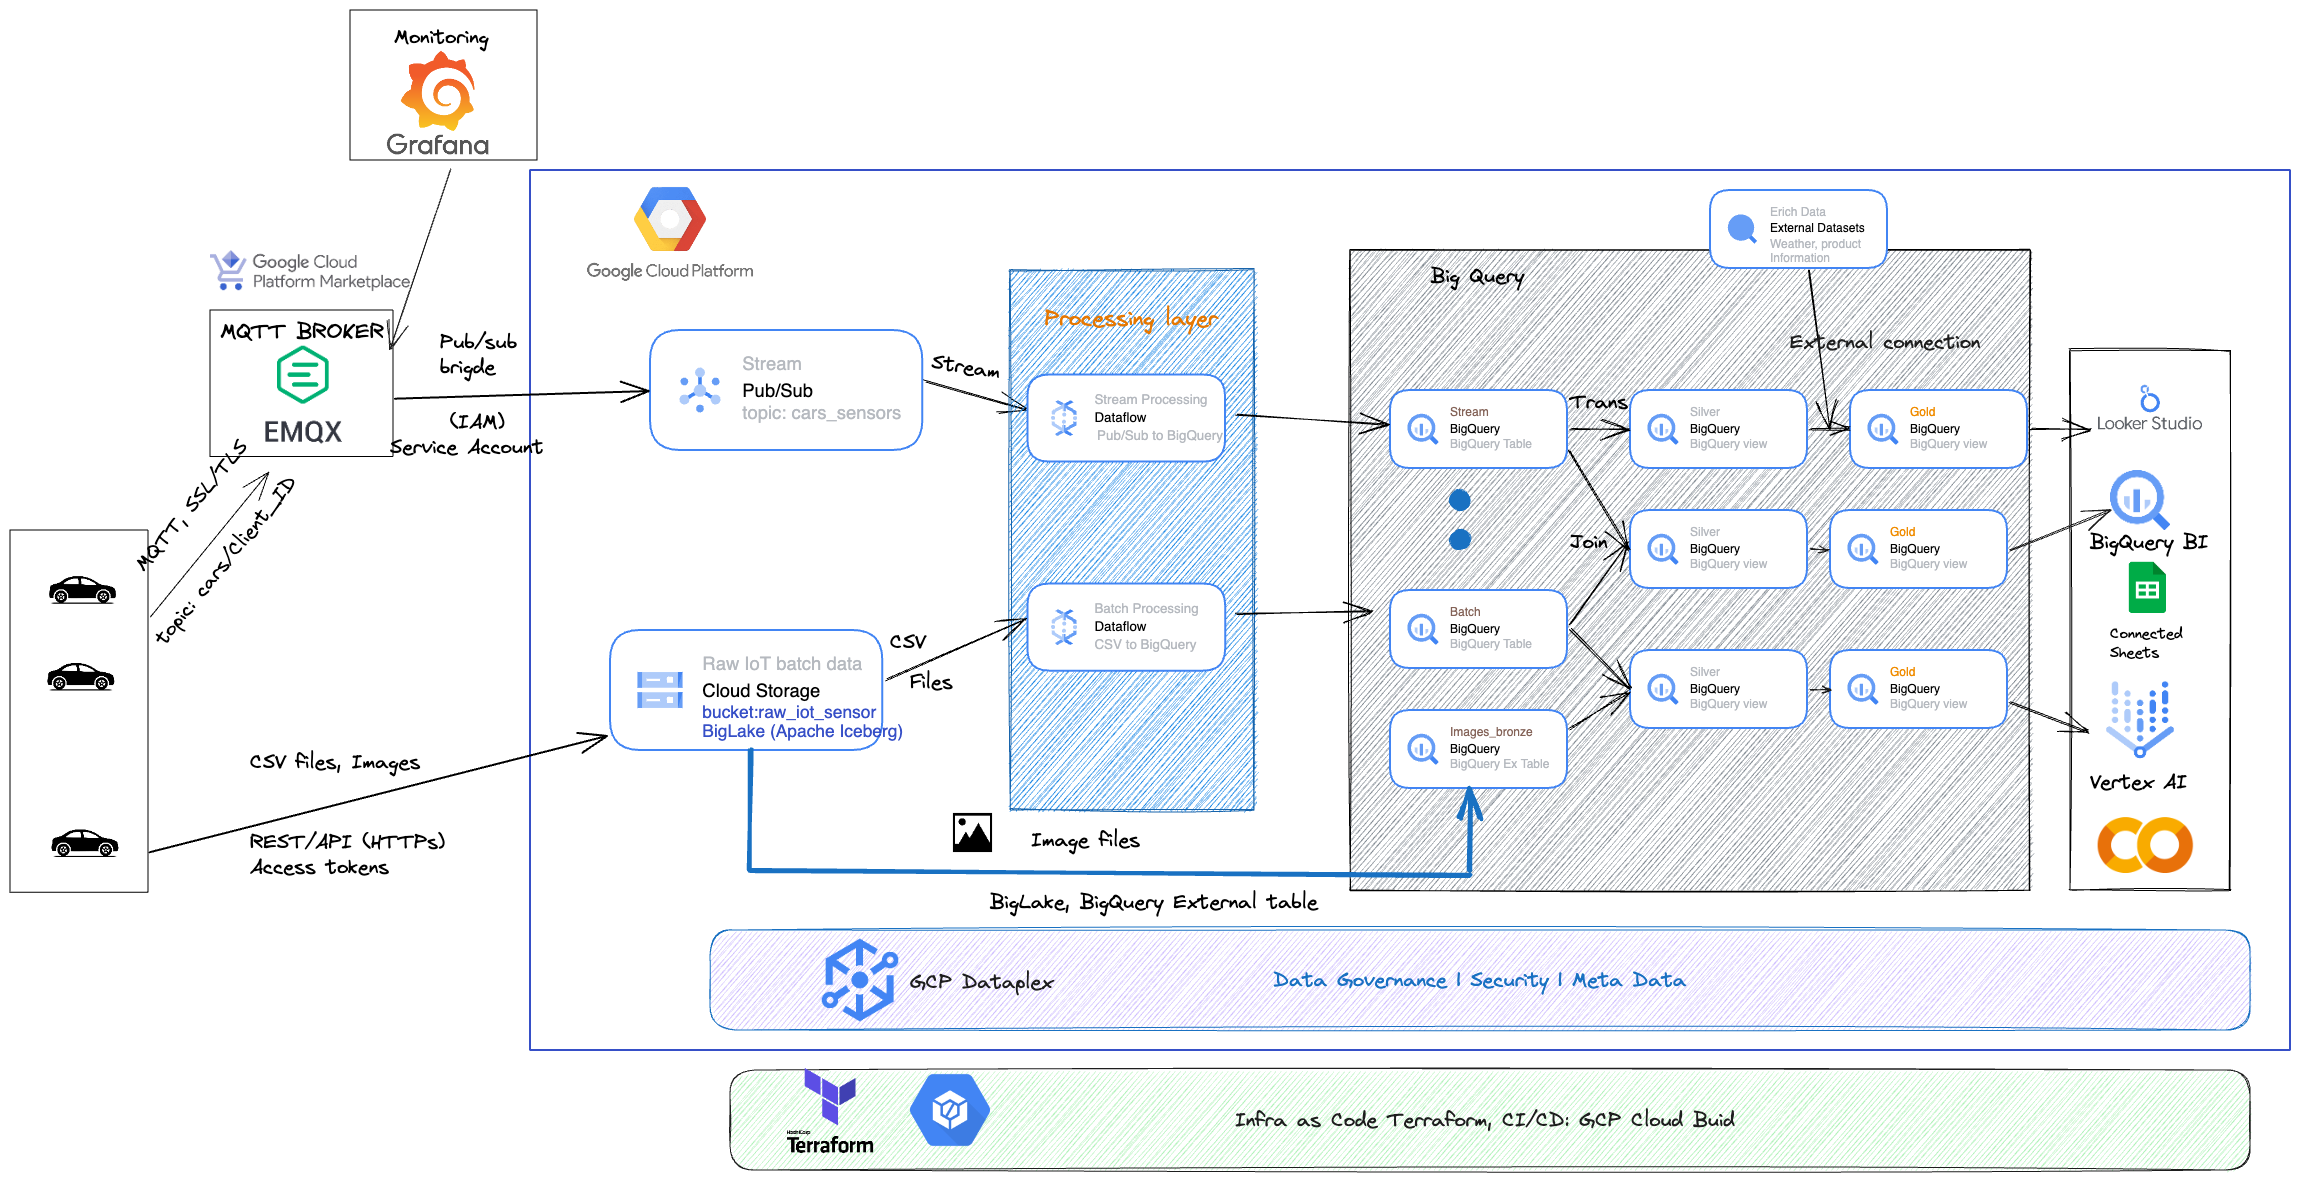 Monitoring
Grafana
Google Cloud
Platform Marketplace
MQTT BROKER
EMQX
Pub/sub
brigde
(IAM)
Service Account
MQTT, SSL/TLS
topic: cars/Client_ID
CSV files, Images
REST/API (HTTPs)
Access tokens
Google Cloud Platform
Stream
Pub/Sub
topic: cars_sensors
Stream
Raw IoT batch data
Cloud Storage
bucket:raw_iot_sensor
BigLake (Apache Iceberg)
CSV
Files
Processing layer
Stream Processing
Dataflow
Pub/Sub to BigQuery
Batch Processing
Dataflow
CSV to BigQuery
Image files
BigLake, BigQuery External table
Big Query
Erich Data
External Datasets
Weather, product
Information
External connection
Stream
BigQuery
BigQuery Table
Trans
Silver
BigQuery
BigQuery view
Gold
BigQuery
BigQuery view
Join
Silver
BigQuery
BigQuery view
Gold
BigQuery
BigQuery view
Batch
BigQuery
BigQuery Table
Silver
BigQuery
BigQuery view
Gold
BigQuery
BigQuery view
Images_bronze
BigQuery
BigQuery Ex Table
Looker Studio
BigQuery BI
Connected
Sheets
Vertex AI
GCP Dataplex
Data Governance | Security | Meta Data
HashiCorp
Terraform
Infra as Code Terraform, CI/CD: GCP Cloud Buid